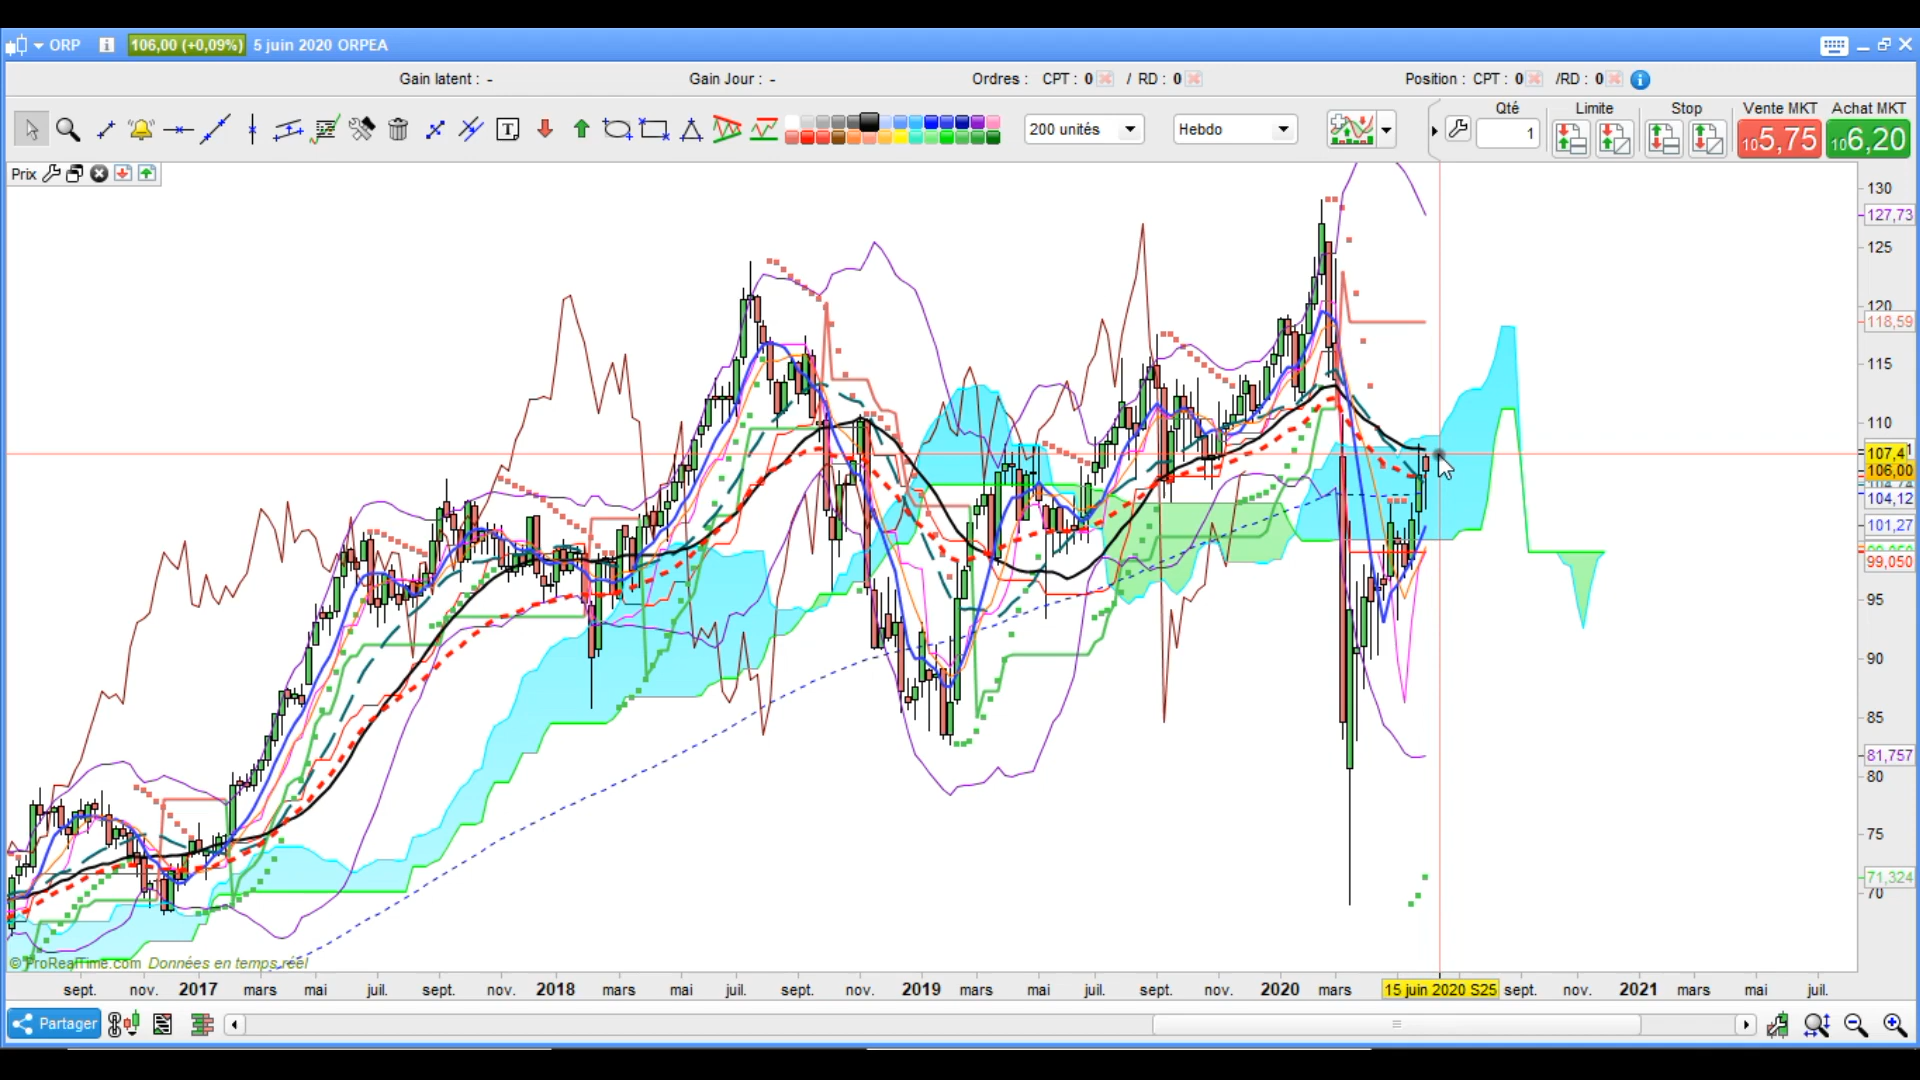 ORP 106,00 (+0,09%) 5 juin 2020 ORPEA
Gain latent : - Gain Jour : - Ordres : CPT : 0 / RD : 0 Position : CPT : 0 /RD : 0
200 unités Hebdo Qté 1 Limite Stop Vente MKT 105,75 Achat MKT 106,20
Prix
130
127,73
125
120
118,59
115
110
107,4
106,00
104,12
101,27
99,050
95
90
85
81,757
80
75
71,324
70
© ProRealTime.com Données en temps réel
sept. nov. 2017 mars mai juil. sept. nov. 2018 mars mai juil. sept. nov. 2019 mars mai juil. sept. nov. 2020 mars 15 juin 2020 S25 sept. nov. 2021 mars mai juil.
Partager